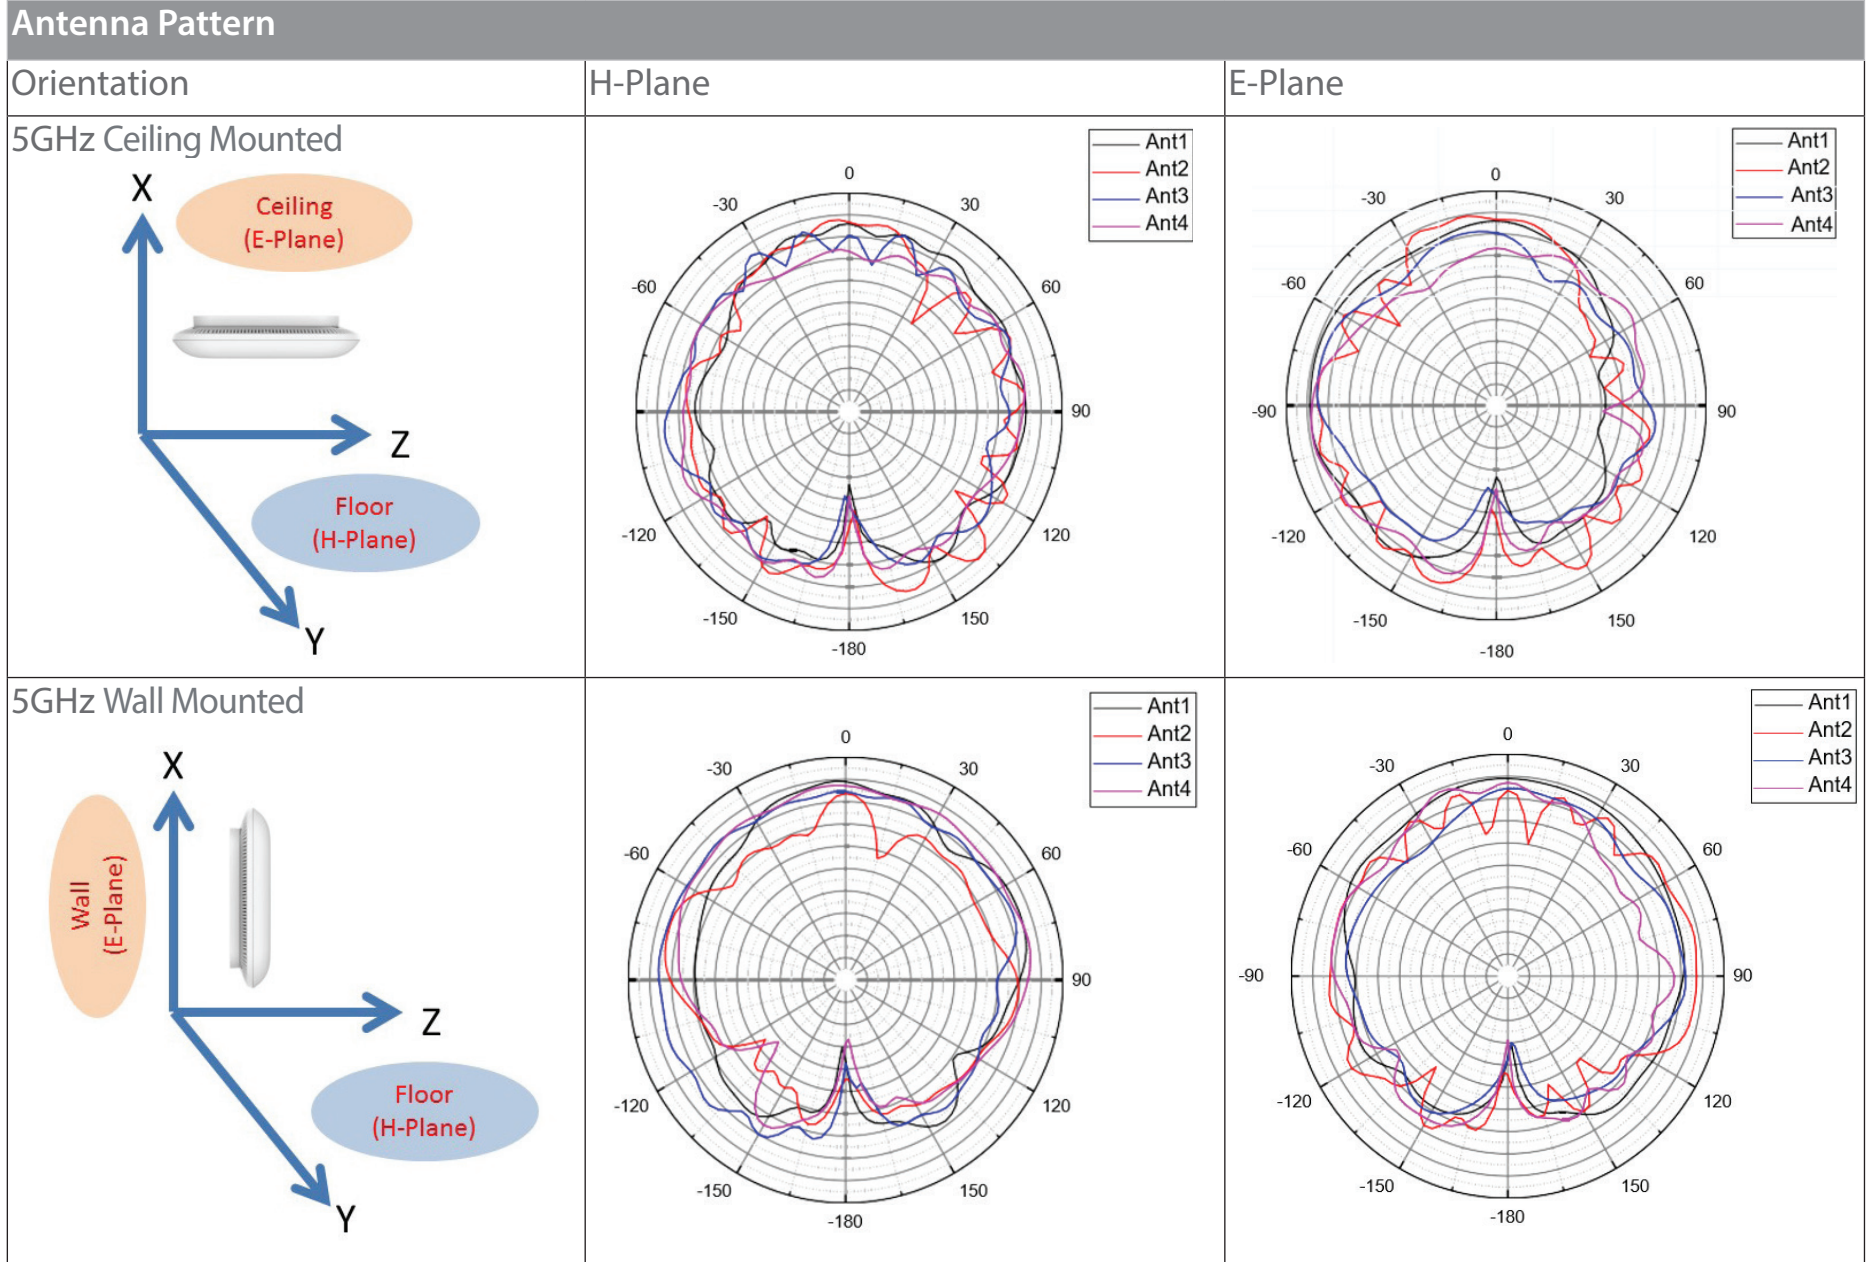 Antenna Pattern
Orientation
H-Plane
E-Plane
5GHz Ceiling Mounted
X
Ceiling
(E-Plane)
Z
Floor
(H-Plane)
Y
Ant1
Ant2
Ant3
Ant4
0
-30
30
-60
60
90
-120
120
-150
150
-180
Ant1
Ant2
Ant3
Ant4
0
-30
30
-60
60
-90
90
-120
120
-150
150
-180
5GHz Wall Mounted
X
Wall
(E-Plane)
Z
Floor
(H-Plane)
Y
Ant1
Ant2
Ant3
Ant4
0
-30
30
-60
60
90
-120
120
-150
150
-180
Ant1
Ant2
Ant3
Ant4
0
-30
30
-60
60
-90
90
-120
120
-150
150
-180